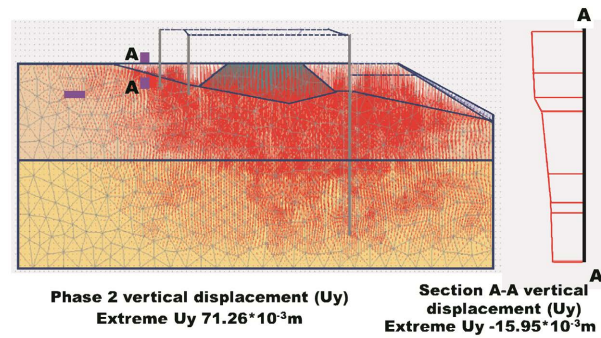 A
A
A
A
Phase 2 vertical displacement (Uy)
Extreme Uy 71.26*10-³m
Section A-A vertical
displacement (Uy)
Extreme Uy -15.95*10-³m